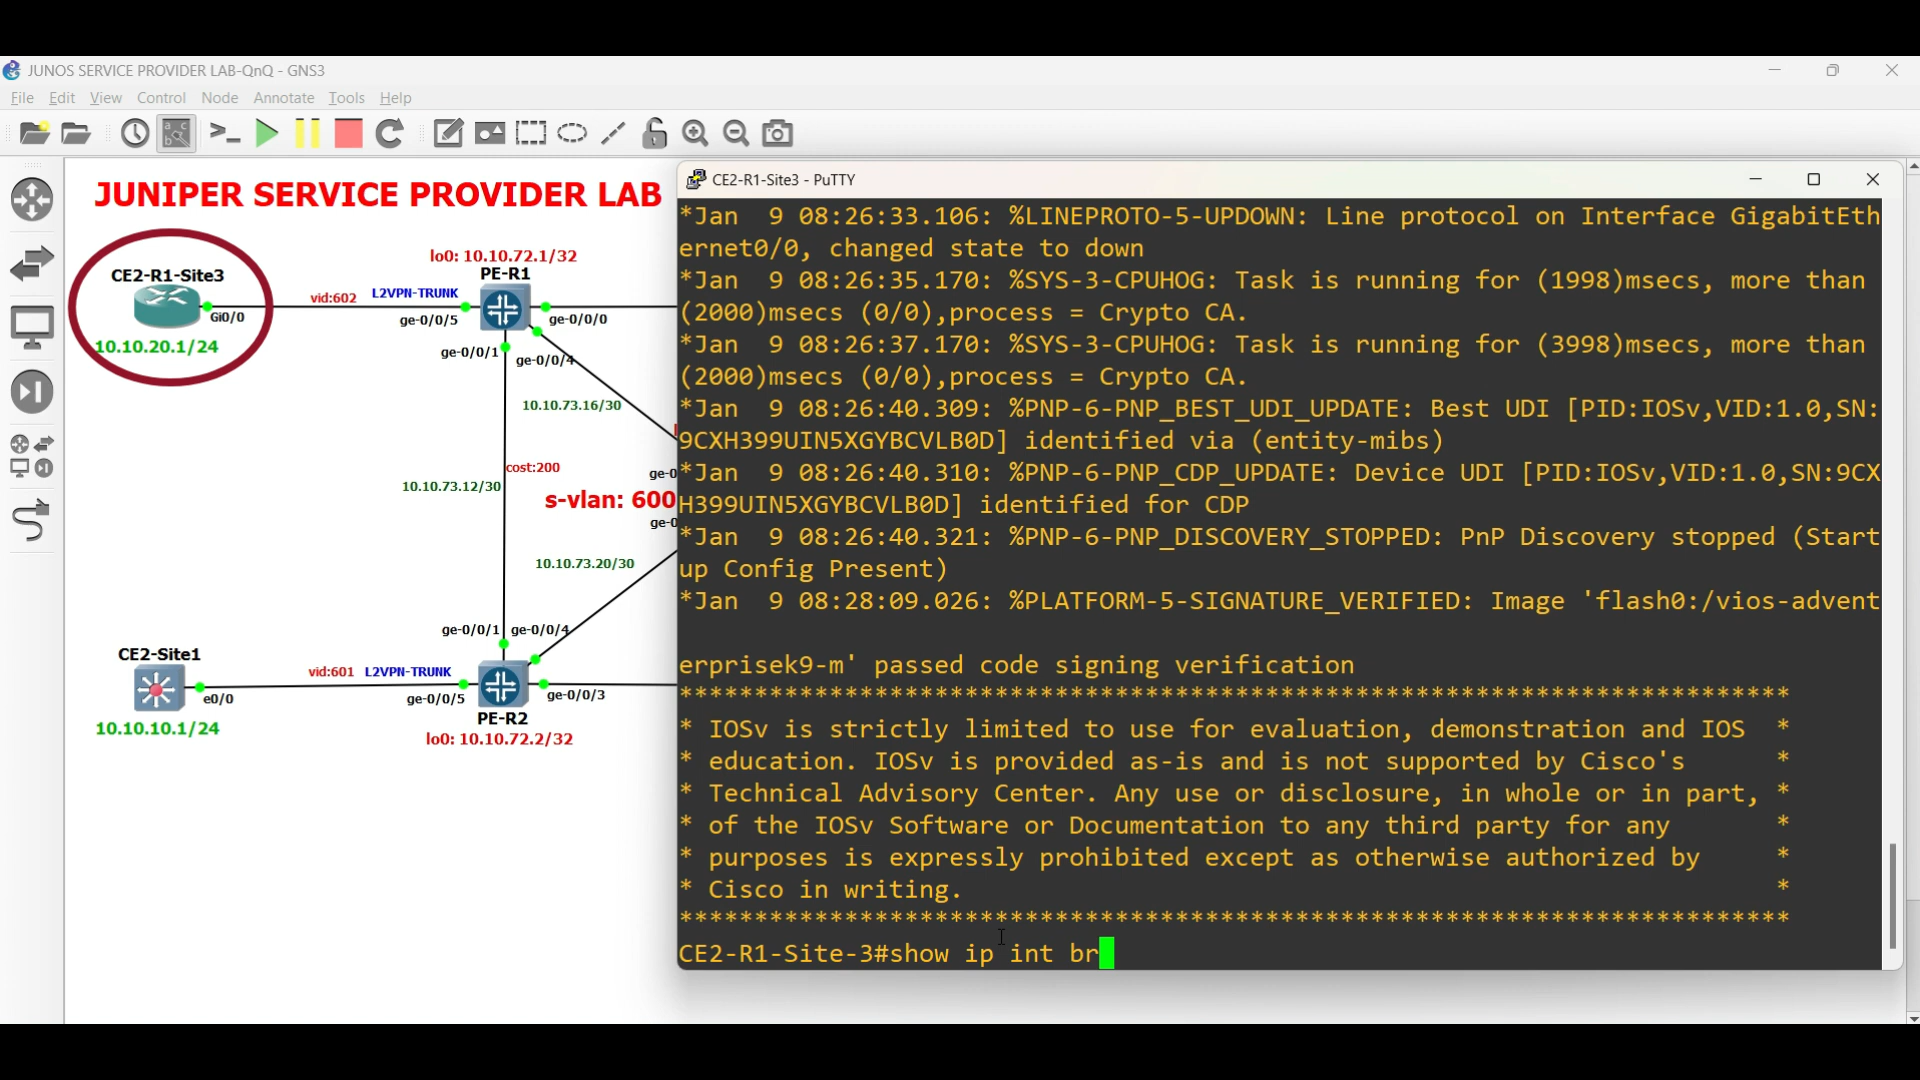 JUNOS SERVICE PROVIDER LAB-QnQ - GNS3
File Edit View Control Node Annotate Tools Help
JUNIPER SERVICE PROVIDER LAB
CE2-R1-Site3
Gi0/0
10.10.20.1/24
vid:602 L2VPN-TRUNK
ge-0/0/5
lo0: 10.10.72.1/32
PE-R1
ge-0/0/0
ge-0/0/1 ge-0/0/4
10.10.73.16/30
cost:200
10.10.73.12/30
ge-0
s-vlan: 600
ge-0
10.10.73.20/30
ge-0/0/1 ge-0/0/4
CE2-Site1
e0/0
10.10.10.1/24
vid:601 L2VPN-TRUNK
ge-0/0/5
ge-0/0/3
PE-R2
lo0: 10.10.72.2/32
CE2-R1-Site3 - PuTTY
*Jan  9 08:26:33.106: %LINEPROTO-5-UPDOWN: Line protocol on Interface GigabitEth
ernet0/0, changed state to down
*Jan  9 08:26:35.170: %SYS-3-CPUHOG: Task is running for (1998)msecs, more than
(2000)msecs (0/0),process = Crypto CA.
*Jan  9 08:26:37.170: %SYS-3-CPUHOG: Task is running for (3998)msecs, more than
(2000)msecs (0/0),process = Crypto CA.
*Jan  9 08:26:40.309: %PNP-6-PNP_BEST_UDI_UPDATE: Best UDI [PID:IOSv,VID:1.0,SN:
9CXH399UIN5XGYBCVLB0D] identified via (entity-mibs)
*Jan  9 08:26:40.310: %PNP-6-PNP_CDP_UPDATE: Device UDI [PID:IOSv,VID:1.0,SN:9CX
H399UIN5XGYBCVLB0D] identified for CDP
*Jan  9 08:26:40.321: %PNP-6-PNP_DISCOVERY_STOPPED: PnP Discovery stopped (Start
up Config Present)
*Jan  9 08:28:09.026: %PLATFORM-5-SIGNATURE_VERIFIED: Image 'flash0:/vios-advent
erprisek9-m' passed code signing verification
**************************************************************************
* IOSv is strictly limited to use for evaluation, demonstration and IOS  *
* education. IOSv is provided as-is and is not supported by Cisco's      *
* Technical Advisory Center. Any use or disclosure, in whole or in part, *
* of the IOSv Software or Documentation to any third party for any       *
* purposes is expressly prohibited except as otherwise authorized by     *
* Cisco in writing.                                                      *
**************************************************************************
CE2-R1-Site-3#show ip int br